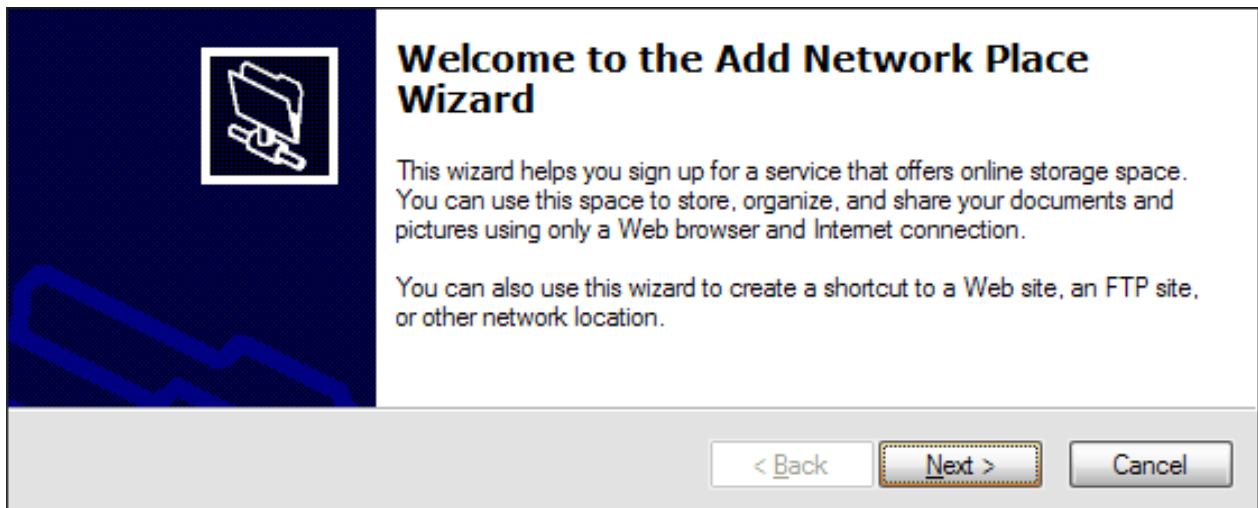 Welcome to the Add Network Place
Wizard
This wizard helps you sign up for a service that offers online storage space.
You can use this space to store, organize, and share your documents and
pictures using only a Web browser and Internet connection.
You can also use this wizard to create a shortcut to a Web site, an FTP site,
or other network location.
< Back Next > Cancel